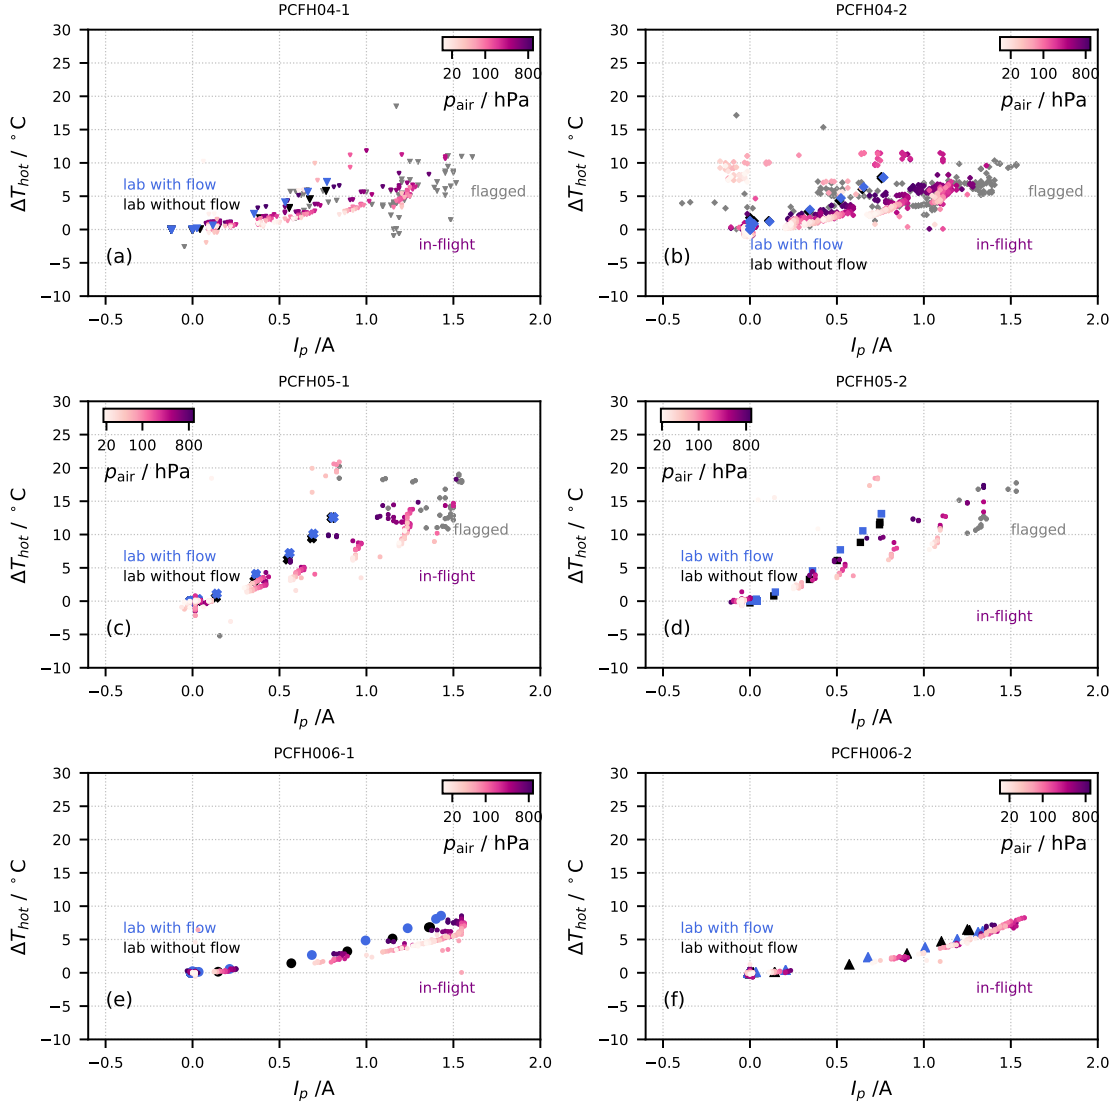 PCFH04-1
30
25
20
15
10
5
0
−5
−10
ΔT_hot / °C
20 100 800
p_air / hPa
lab with flow
lab without flow
flagged
in-flight
(a)
−0.5 0.0 0.5 1.0 1.5 2.0
I_p /A
PCFH04-2
30
25
20
15
10
5
0
−5
−10
ΔT_hot / °C
20 100 800
p_air / hPa
flagged
lab with flow
in-flight
lab without flow
(b)
−0.5 0.0 0.5 1.0 1.5 2.0
I_p /A
PCFH05-1
30
25
20
15
10
5
0
−5
−10
ΔT_hot / °C
20 100 800
p_air / hPa
flagged
lab with flow
lab without flow
in-flight
(c)
−0.5 0.0 0.5 1.0 1.5 2.0
I_p /A
PCFH05-2
30
25
20
15
10
5
0
−5
−10
ΔT_hot / °C
20 100 800
p_air / hPa
flagged
lab with flow
lab without flow
in-flight
(d)
−0.5 0.0 0.5 1.0 1.5 2.0
I_p /A
PCFH006-1
30
25
20
15
10
5
0
−5
−10
ΔT_hot / °C
20 100 800
p_air / hPa
lab with flow
lab without flow
in-flight
(e)
−0.5 0.0 0.5 1.0 1.5 2.0
I_p /A
PCFH006-2
30
25
20
15
10
5
0
−5
−10
ΔT_hot / °C
20 100 800
p_air / hPa
lab with flow
lab without flow
in-flight
(f)
−0.5 0.0 0.5 1.0 1.5 2.0
I_p /A